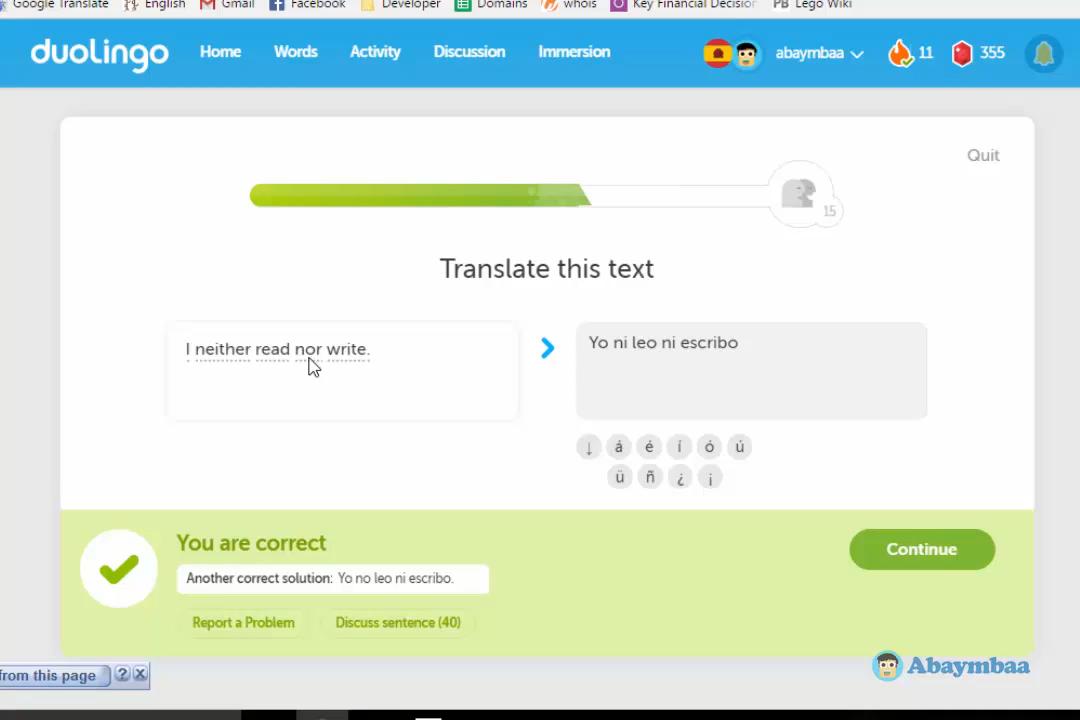 Google Translate English Gmail Facebook Developer Domains whois Key Financial Decision PB Lego Wiki
duolingo Home Words Activity Discussion Immersion abaymbaa 11 355
Quit
15
Translate this text
I neither read nor write.
Yo ni leo ni escribo
↓ á é í ó ú
ü ñ ¿ ¡
You are correct
Continue
Another correct solution: Yo no leo ni escribo.
Report a Problem Discuss sentence (40)
from this page ? X
Abaymbaa